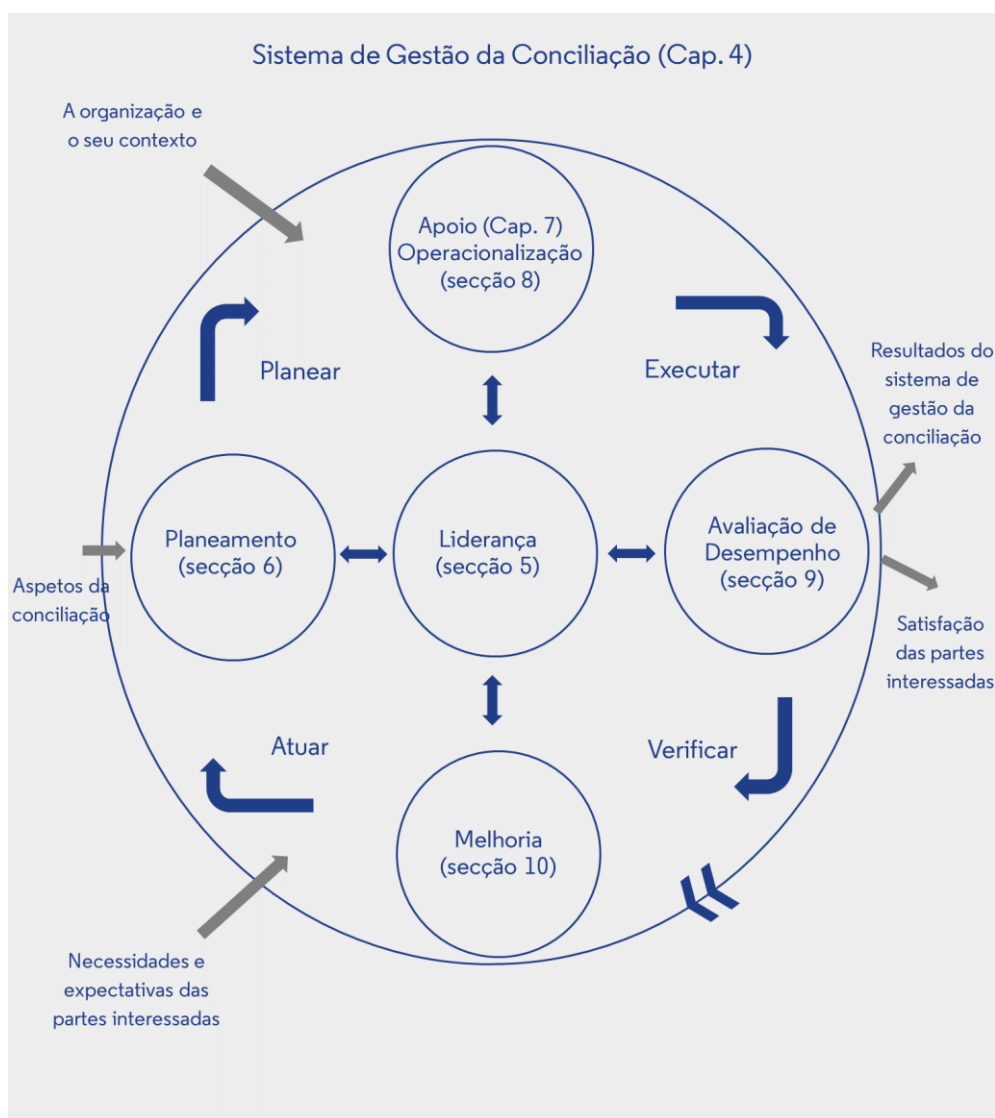 Sistema de Gestão da Conciliação (Cap. 4)
A organização e
o seu contexto
Apoio (Cap. 7)
Operacionalização
(secção 8)
Planear
Executar
Resultados do
sistema de
gestão da
conciliação
Planeamento
(secção 6)
Liderança
(secção 5)
Avaliação de
Desempenho
(secção 9)
Aspetos da
conciliação
Satisfação
das partes
interessadas
Atuar
Verificar
Melhoria
(secção 10)
Necessidades e
expectativas das
partes interessadas